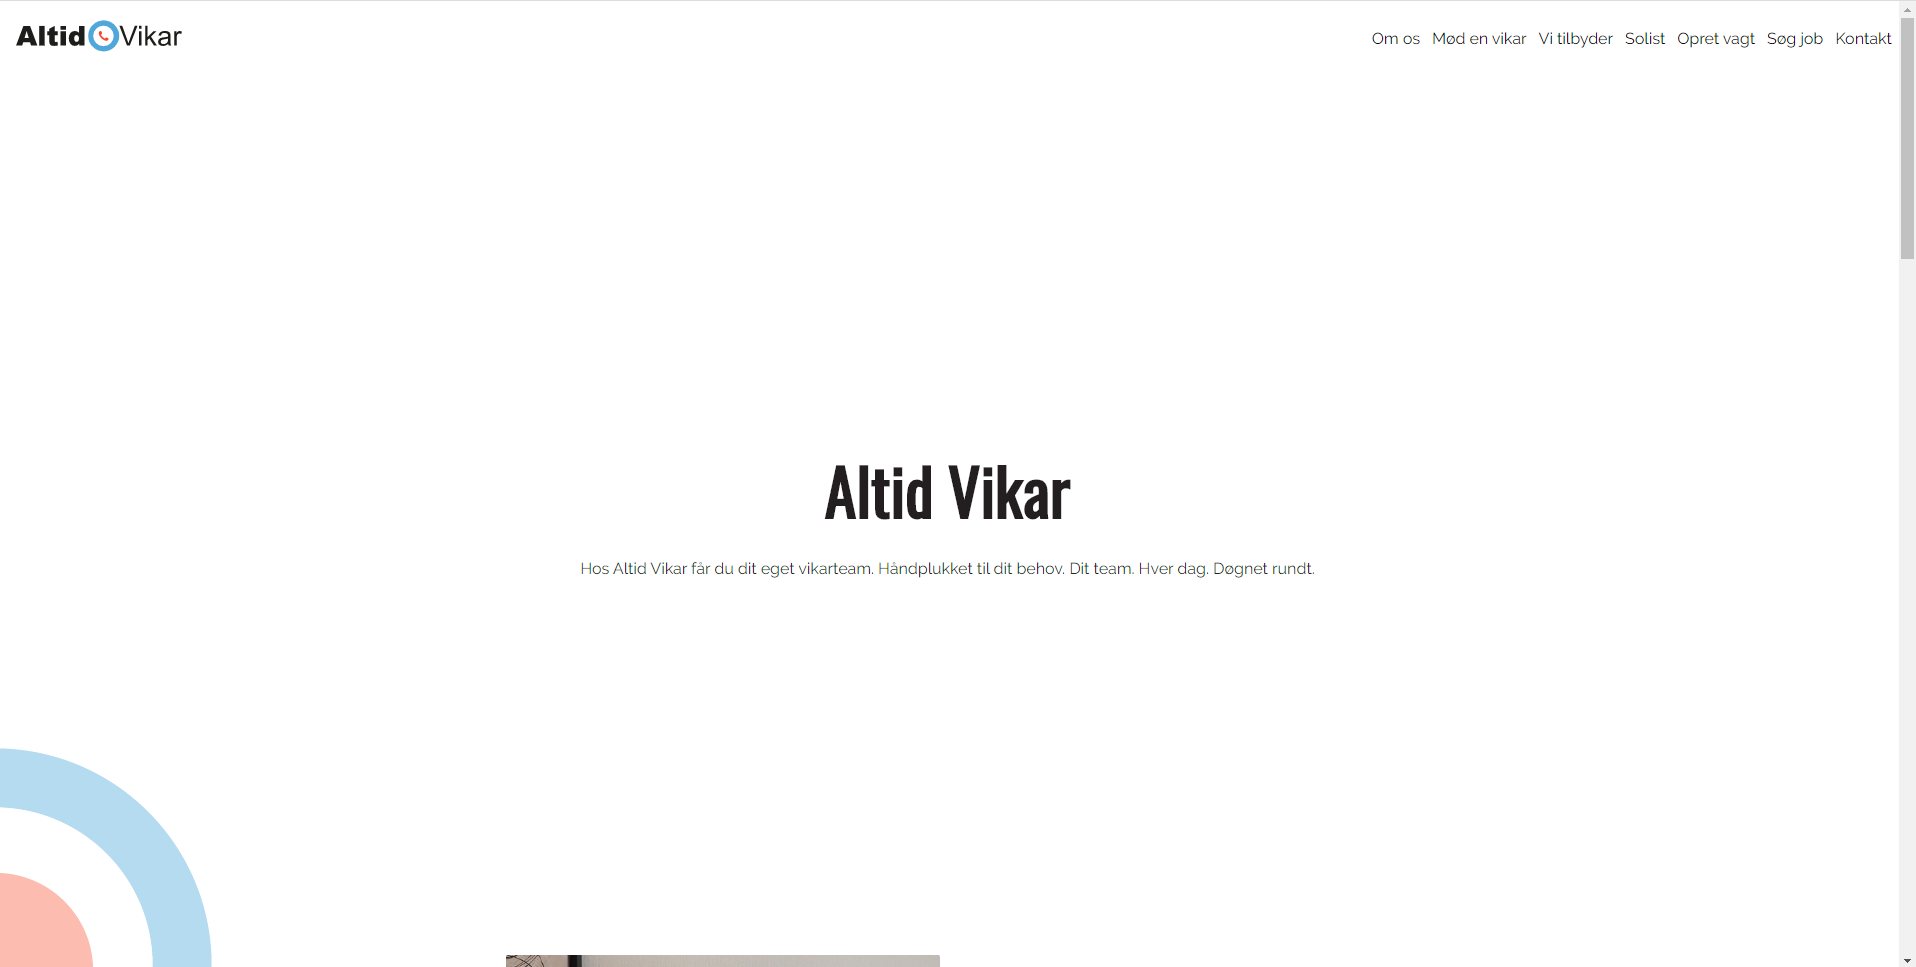 Altid Vikar
Om os Mød en vikar Vi tilbyder Solist Opret vagt Søg job Kontakt
Altid Vikar
Hos Altid Vikar får du dit eget vikarteam. Håndplukket til dit behov. Dit team. Hver dag. Døgnet rundt.